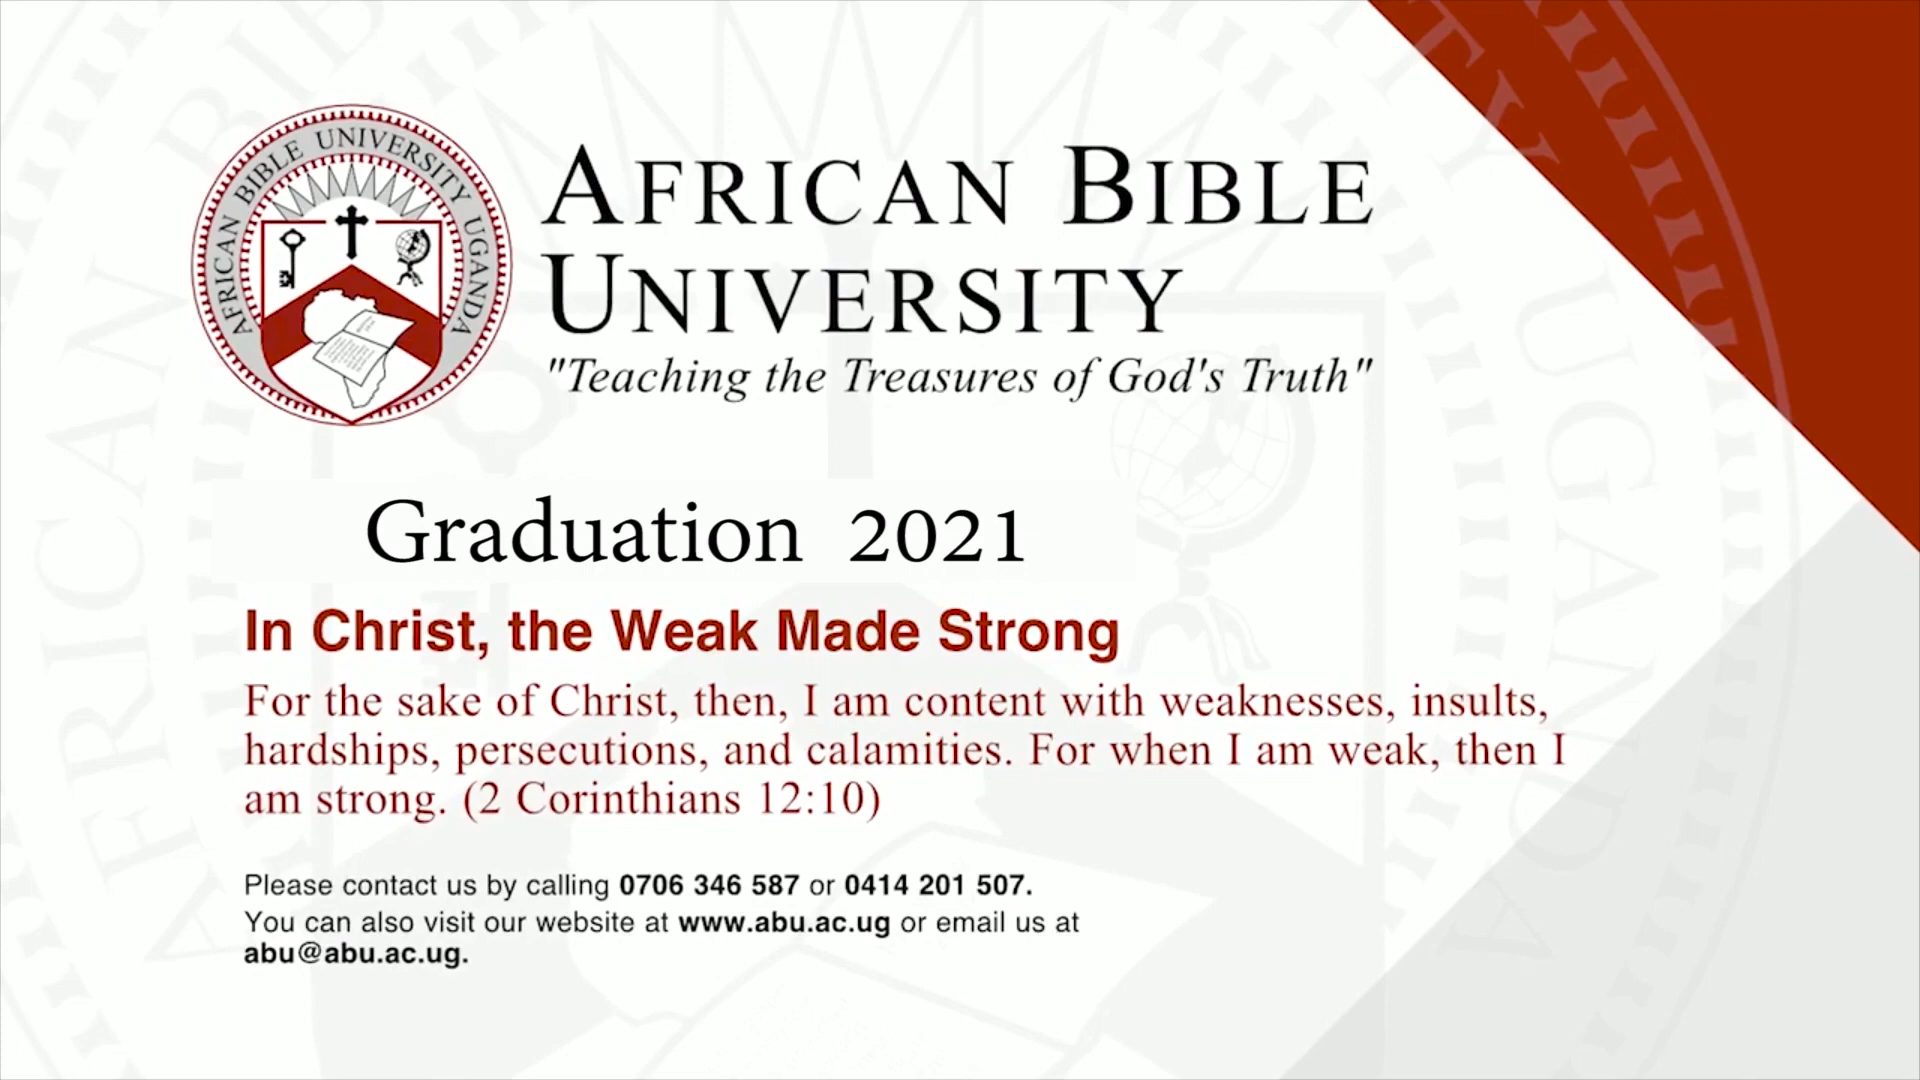 AFRICAN BIBLE UNIVERSITY UGANDA
AFRICAN BIBLE
UNIVERSITY
"Teaching the Treasures of God's Truth"
Graduation 2021
In Christ, the Weak Made Strong
For the sake of Christ, then, I am content with weaknesses, insults,
hardships, persecutions, and calamities. For when I am weak, then I
am strong. (2 Corinthians 12:10)
Please contact us by calling 0706 346 587 or 0414 201 507.
You can also visit our website at www.abu.ac.ug or email us at
abu@abu.ac.ug.